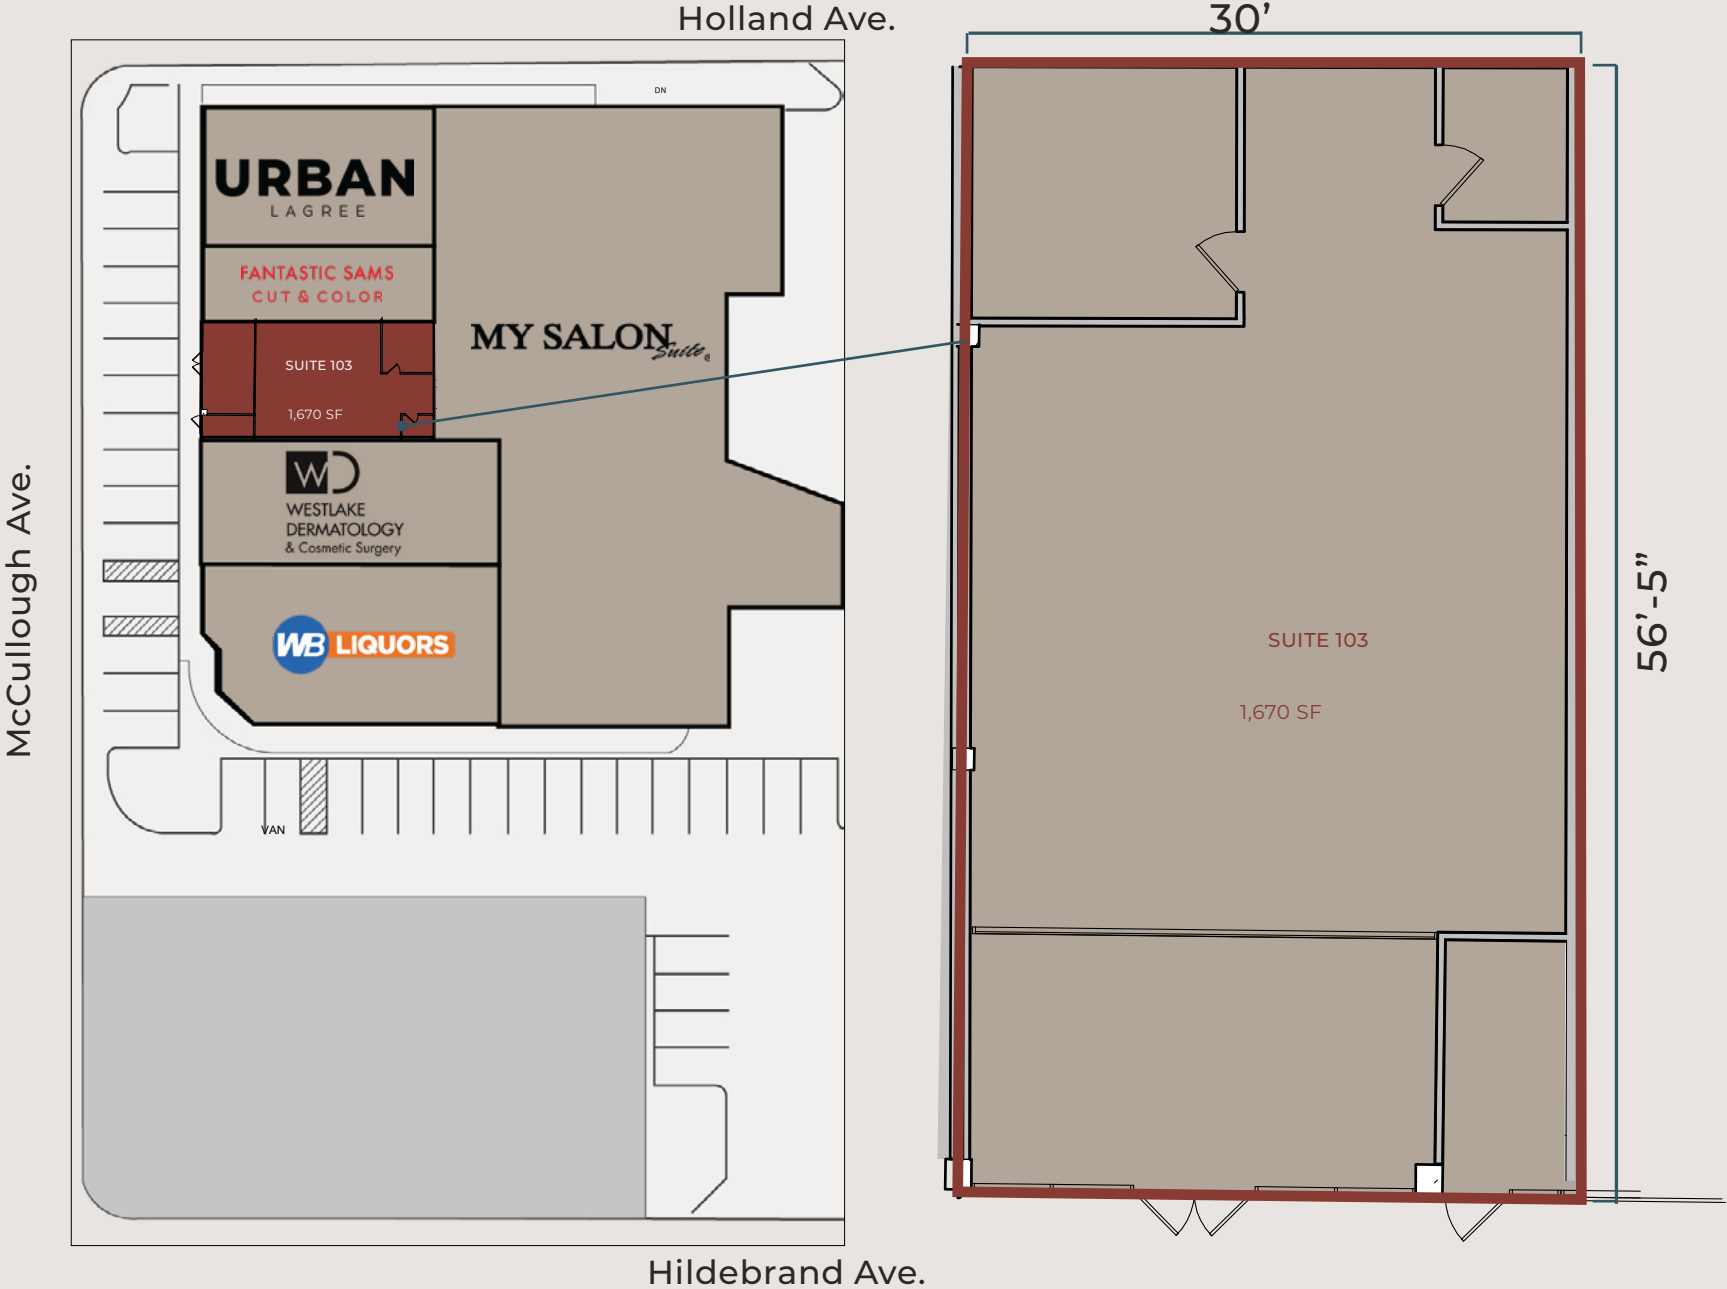 Holland Ave.
30’
DN
URBAN
LAGREE
FANTASTIC SAMS
CUT & COLOR
MY SALON
Suite®
SUITE 103
1,670 SF
WD
WESTLAKE
DERMATOLOGY
& Cosmetic Surgery
WB LIQUORS
McCullough Ave.
VAN
SUITE 103
1,670 SF
56’-5”
Hildebrand Ave.